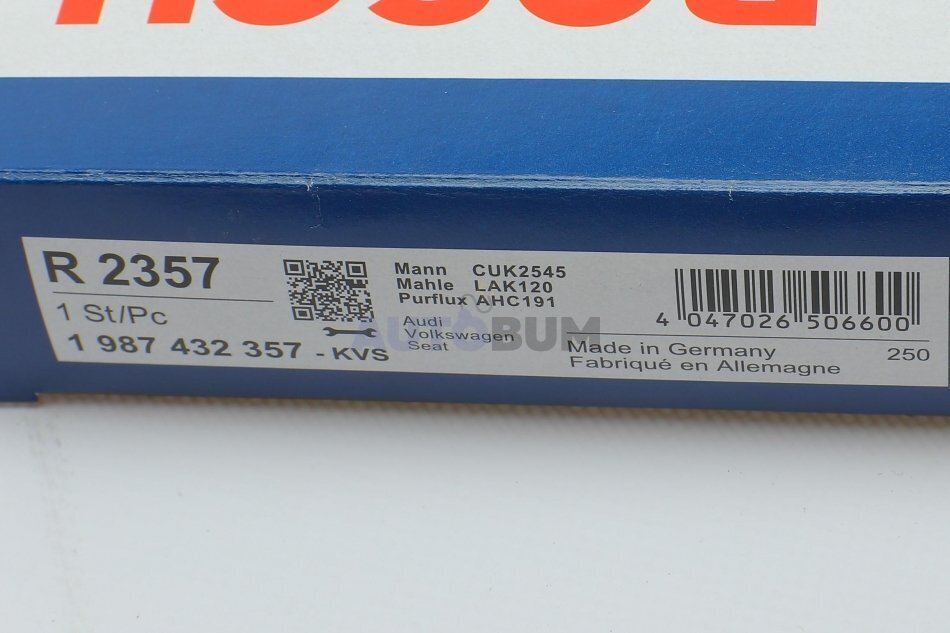 BOSCH
R 2357
1 St/Pc
1 987 432 357 - KVS
Mann CUK2545
Mahle LAK120
Purflux AHC191
Audi
Volkswagen
Seat
AUTOBUM
4 047026 506600
Made in Germany 250
Fabriqué en Allemagne